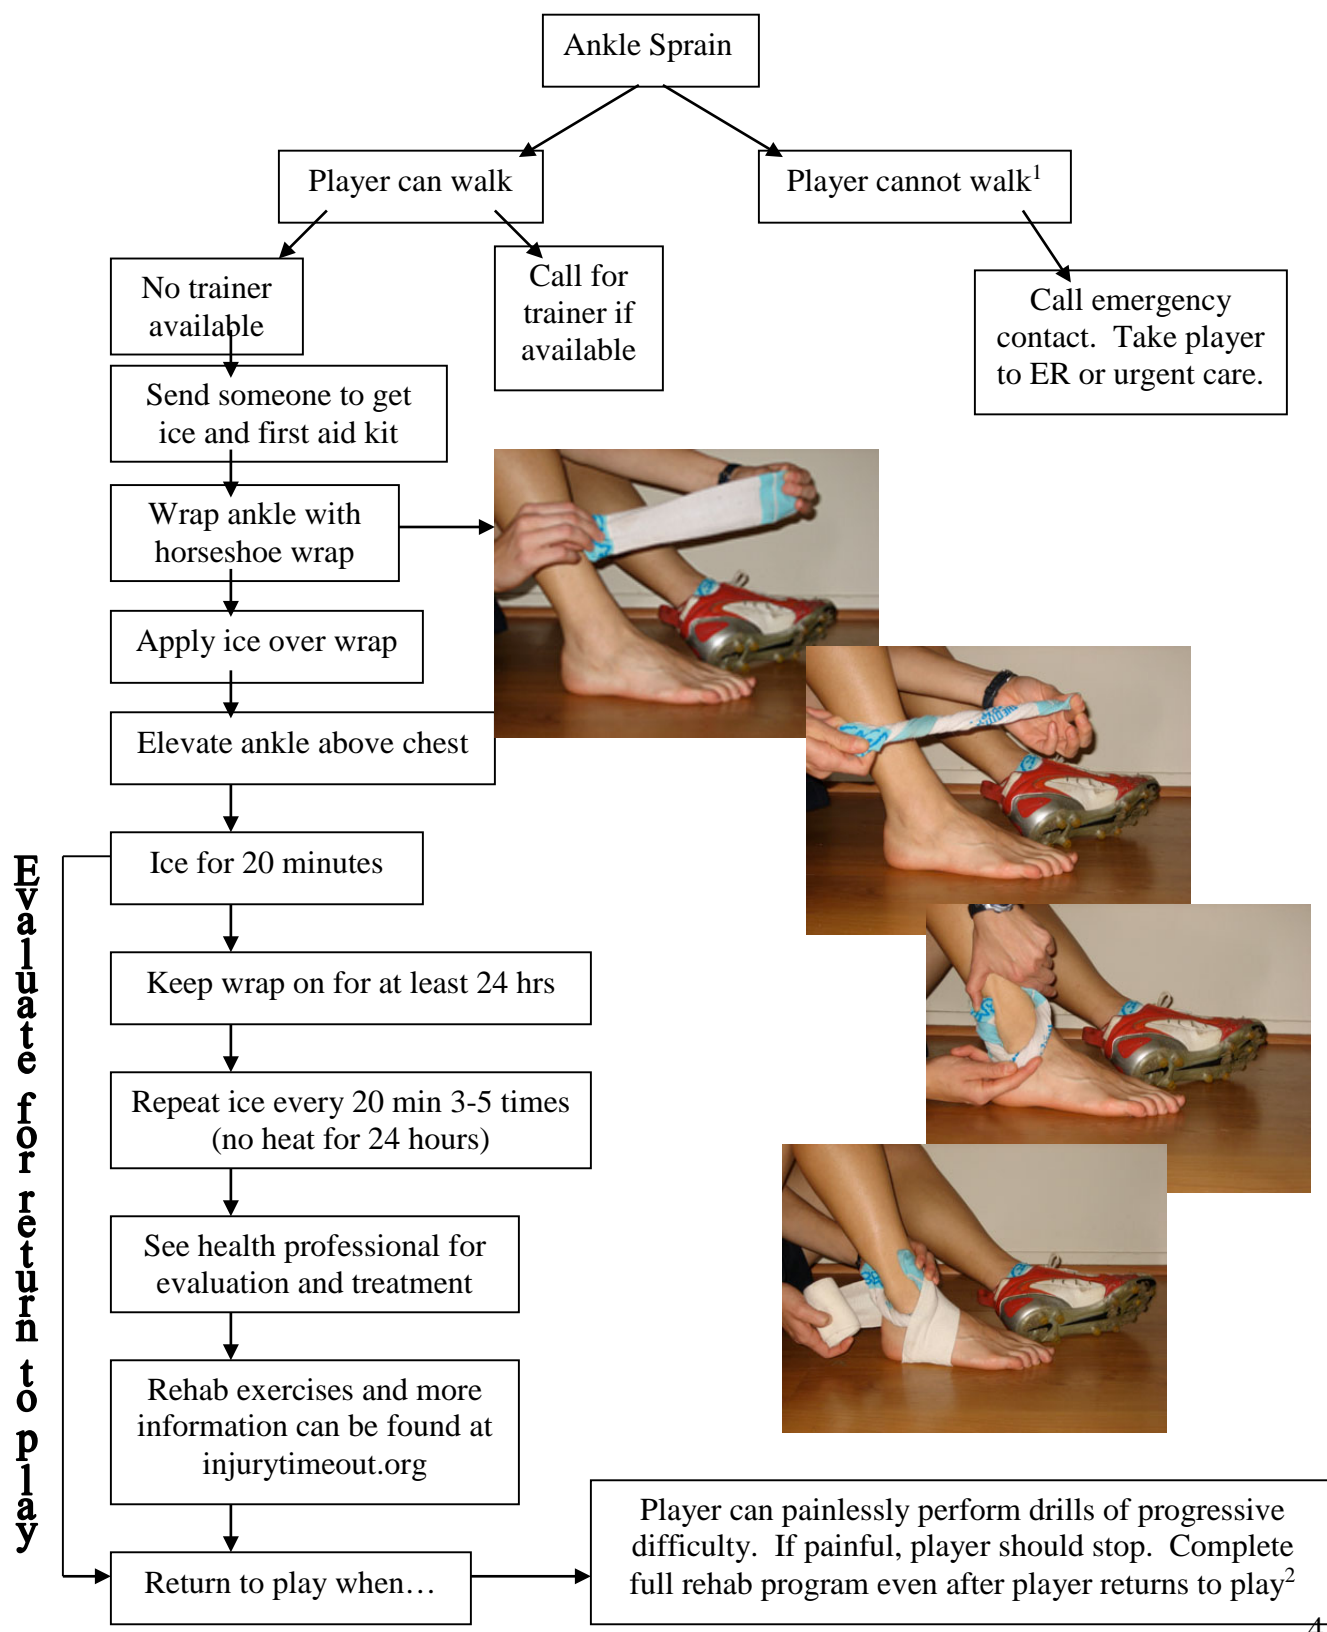 Ankle Sprain
Player can walk
Player cannot walk¹
No trainer
available
Call for
trainer if
available
Call emergency
contact.  Take player
to ER or urgent care.
Send someone to get
ice and first aid kit
Wrap ankle with
horseshoe wrap
Apply ice over wrap
Elevate ankle above chest
Ice for 20 minutes
Keep wrap on for at least 24 hrs
Repeat ice every 20 min 3-5 times
(no heat for 24 hours)
See health professional for
evaluation and treatment
Rehab exercises and more
information can be found at
injurytimeout.org
Return to play when…
Player can painlessly perform drills of progressive
difficulty.  If painful, player should stop.  Complete
full rehab program even after player returns to play²
Evaluate for return to play
4